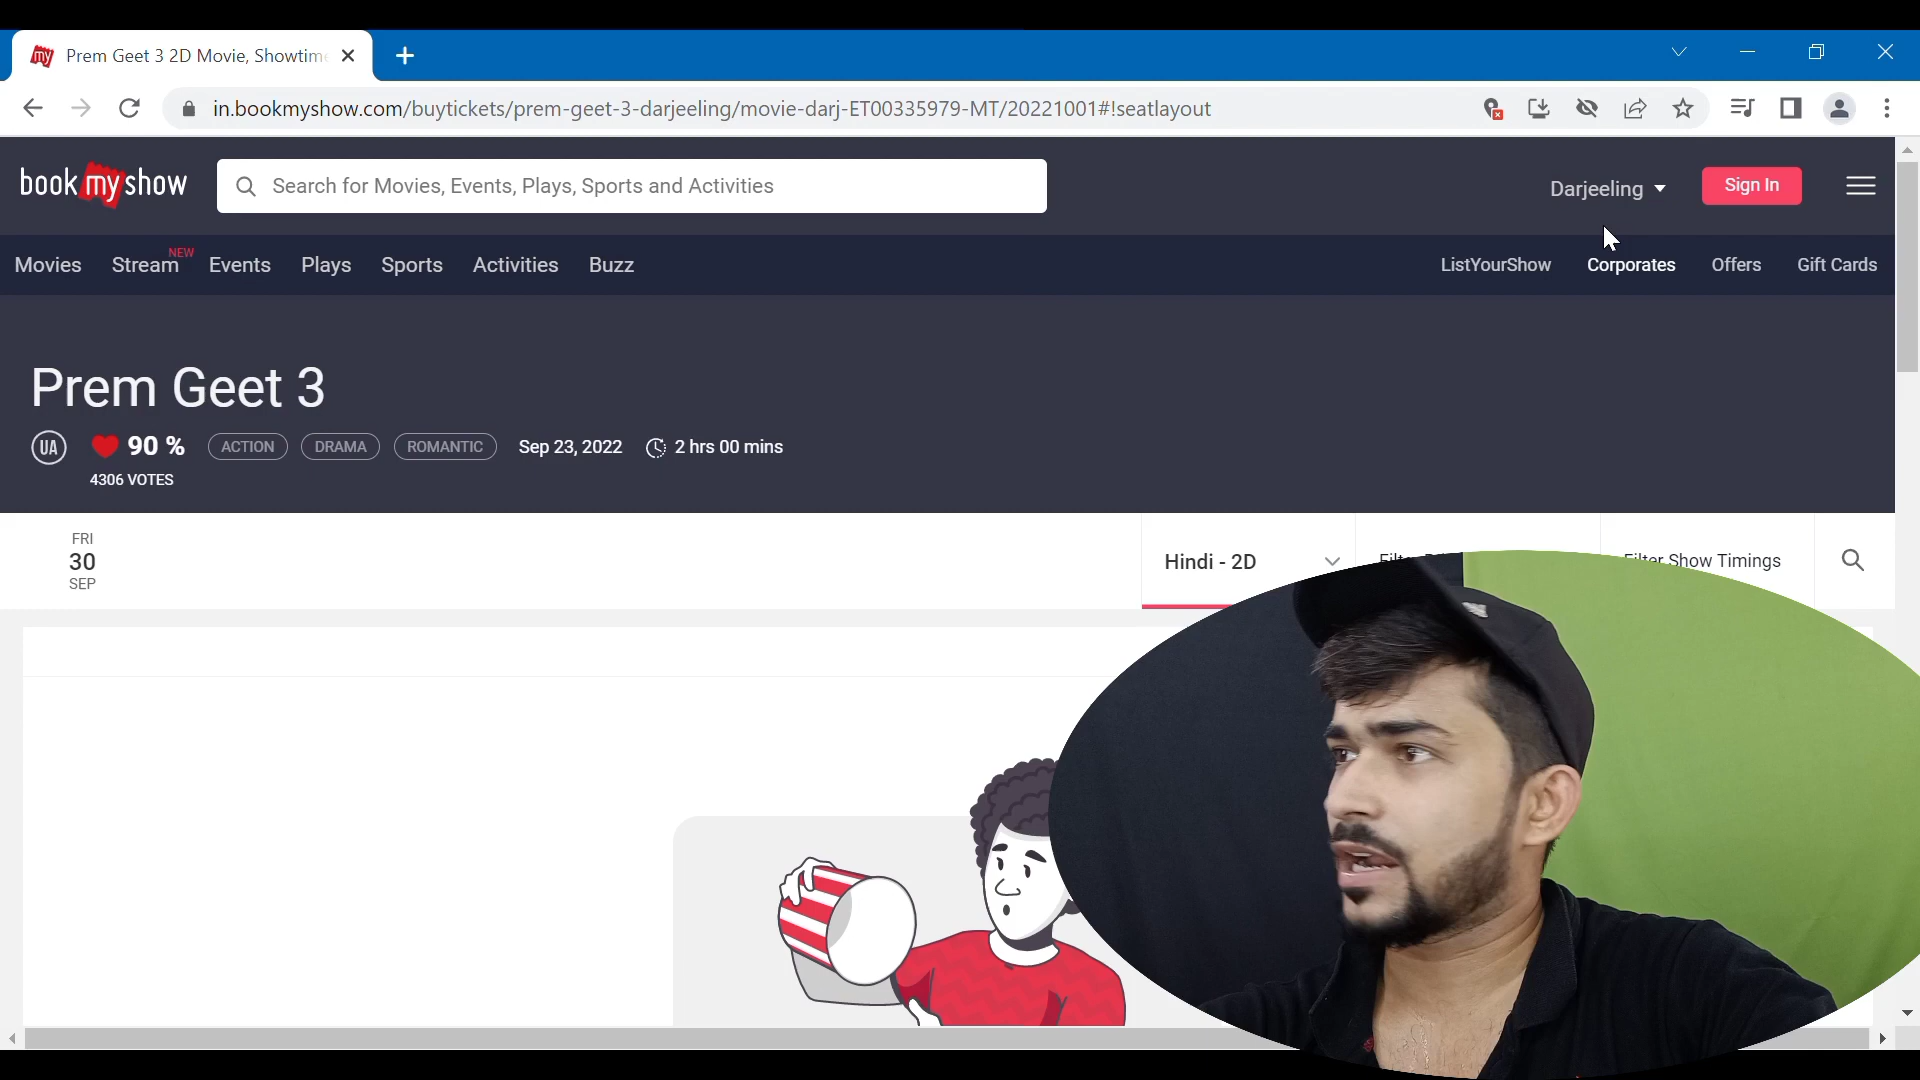 Prem Geet 3 2D Movie, Showtim
in.bookmyshow.com/buytickets/prem-geet-3-darjeeling/movie-darj-ET00335979-MT/20221001#!seatlayout
book my show
Search for Movies, Events, Plays, Sports and Activities
Darjeeling
Sign In
Movies Stream NEW Events Plays Sports Activities Buzz
ListYourShow Corporates Offers Gift Cards
Prem Geet 3
UA 90 % ACTION DRAMA ROMANTIC Sep 23, 2022 2 hrs 00 mins
4306 VOTES
FRI
30
SEP
Hindi - 2D
Filter Show Timings